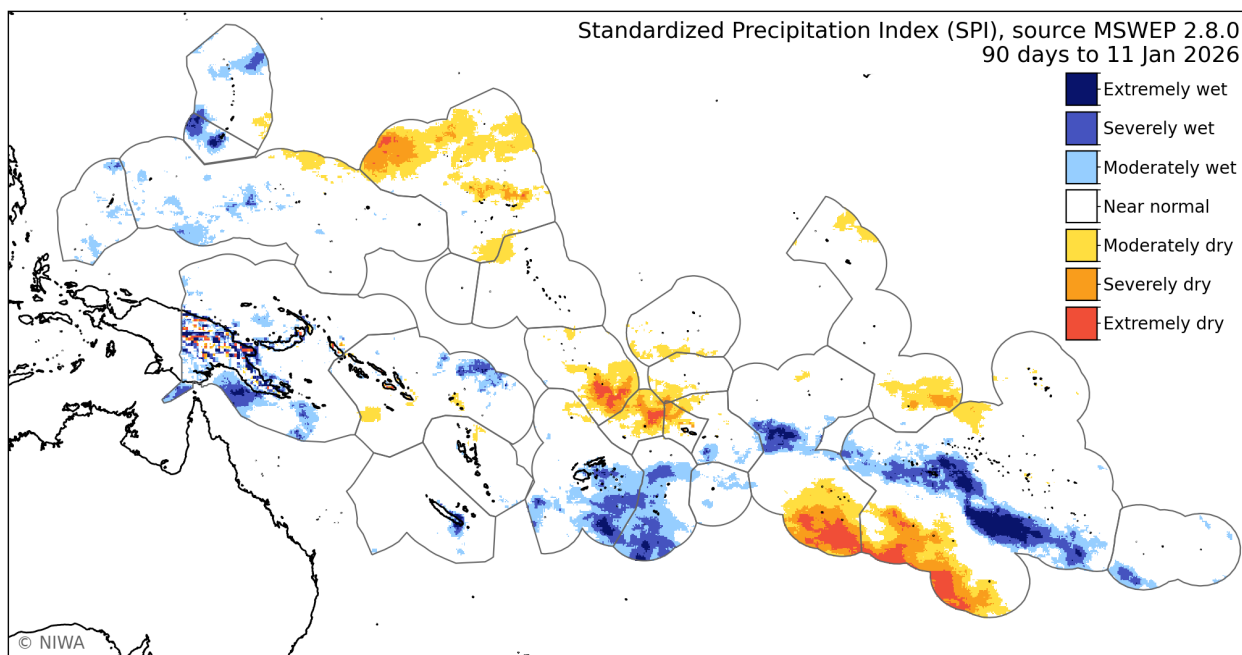 Standardized Precipitation Index (SPI), source MSWEP 2.8.0
90 days to 11 Jan 2026
Extremely wet
Severely wet
Moderately wet
Near normal
Moderately dry
Severely dry
Extremely dry
© NIWA